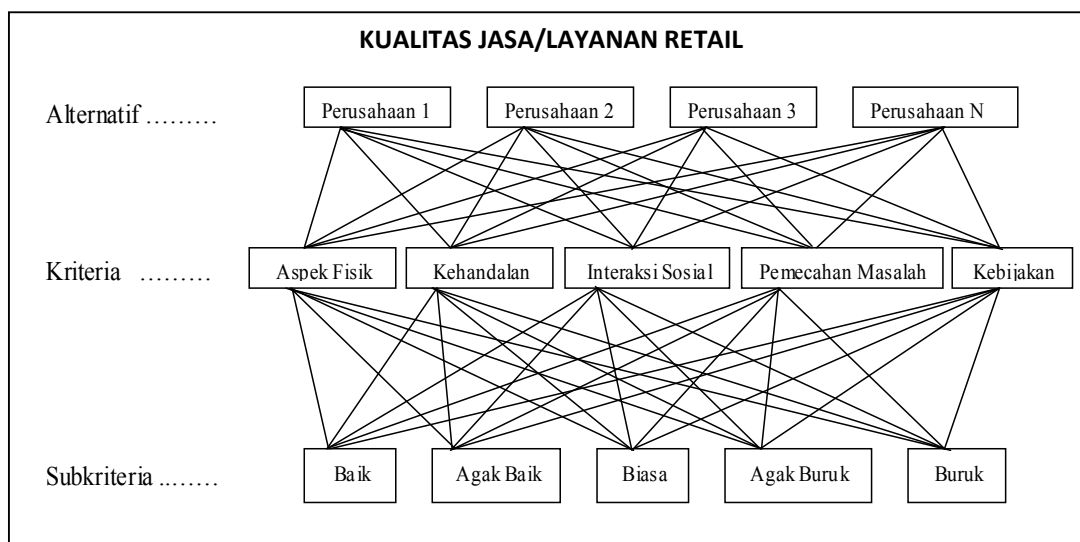 KUALITAS JASA/LAYANAN RETAIL
Alternatif ……… Perusahaan 1 Perusahaan 2 Perusahaan 3 Perusahaan N
Kriteria ……… Aspek Fisik Kehandalan Interaksi Sosial Pemecahan Masalah Kebijakan
Subkriteria ...…… Baik Agak Baik Biasa Agak Buruk Buruk